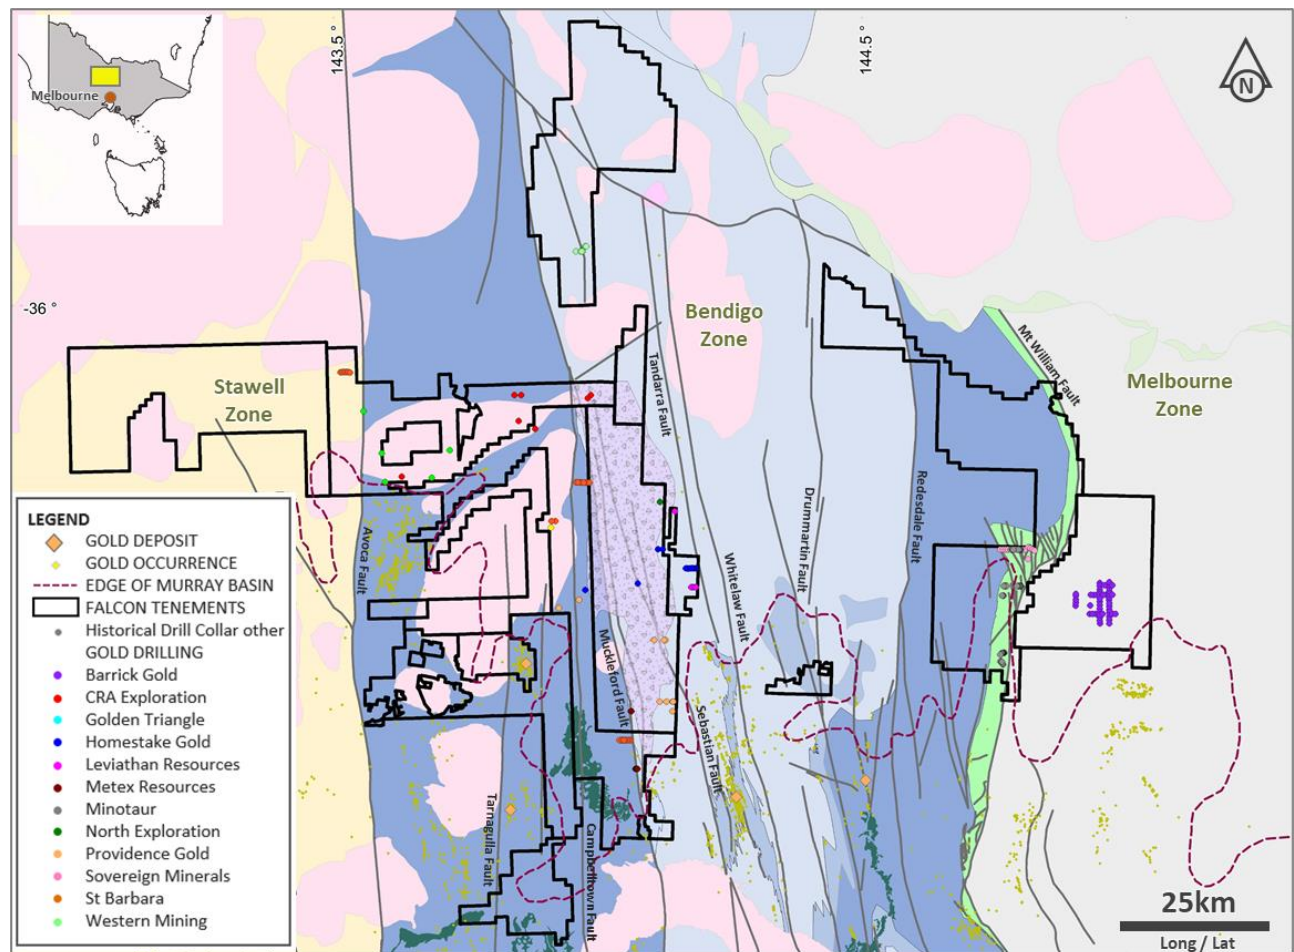 Melbourne
143.5 °
144.5 °
N
-36 °
Bendigo
Zone
Stawell
Zone
Melbourne
Zone
Mt William Fault
Tandarra Fault
Avoca Fault
Whitelaw Fault
Drummartin Fault
Redesdale Fault
Muckleford Fault
Sebastian Fault
Tarnagulla Fault
Campbelltown Fault
LEGEND
GOLD DEPOSIT
GOLD OCCURRENCE
EDGE OF MURRAY BASIN
FALCON TENEMENTS
Historical Drill Collar other
GOLD DRILLING
Barrick Gold
CRA Exploration
Golden Triangle
Homestake Gold
Leviathan Resources
Metex Resources
Minotaur
North Exploration
Providence Gold
Sovereign Minerals
St Barbara
Western Mining
25km
Long / Lat